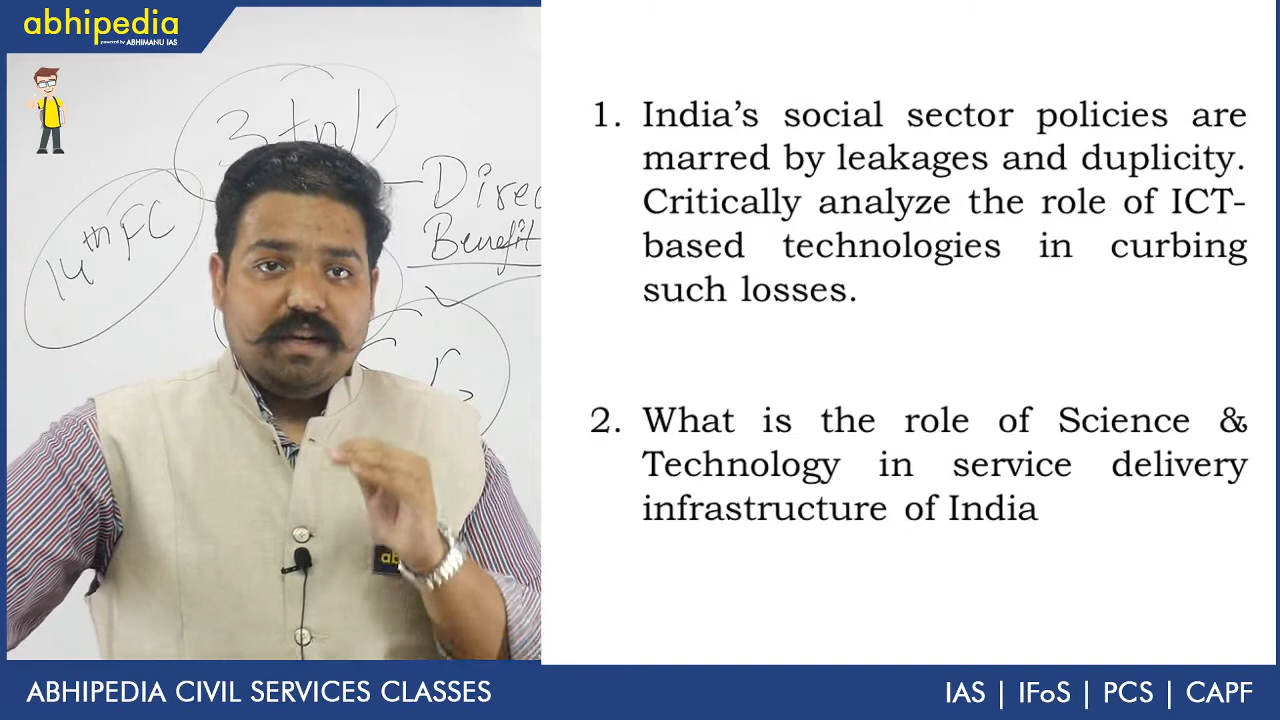 abhipedia
powered by ABHIMANU IAS
14th FC
Direc
Benefit
ab
1. India's social sector policies are
marred by leakages and duplicity.
Critically analyze the role of ICT-
based technologies in curbing
such losses.
2. What is the role of Science &
Technology in service delivery
infrastructure of India
ABHIPEDIA CIVIL SERVICES CLASSES
IAS | IFoS | PCS | CAPF